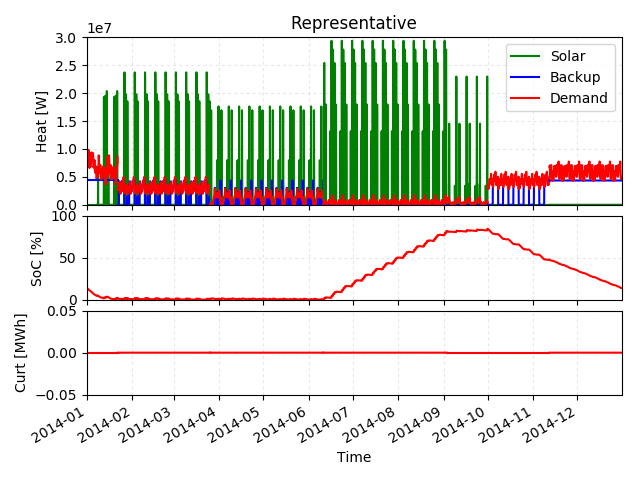 Representative
1e7
3.0
2.5
2.0
1.5
1.0
0.5
0.0
Heat [W]
Solar
Backup
Demand
100
50
0
SoC [%]
0.05
0.00
−0.05
Curt [MWh]
2014-01
2014-02
2014-03
2014-04
2014-05
2014-06
2014-07
2014-08
2014-09
2014-10
2014-11
2014-12
Time